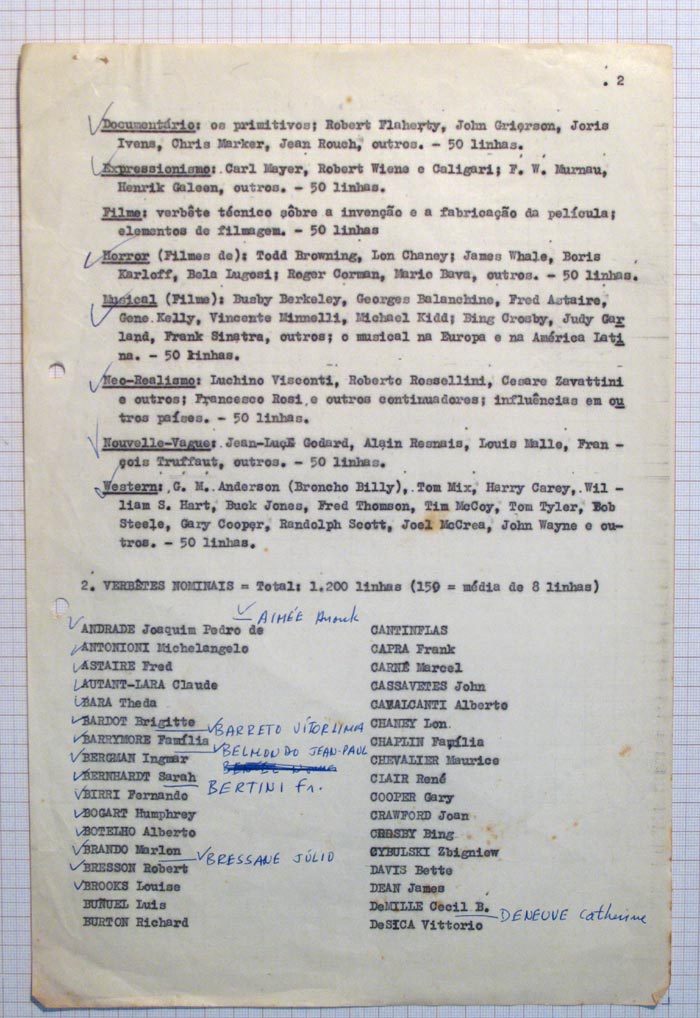 . 2
Documentário: os primitivos; Robert Flaherty, John Grierson, Joris
Ivens, Chris Marker, Jean Rouch, outros. - 50 linhas.
Expressionismo: Carl Mayer, Robert Wiene e Caligari; F. W. Murnau,
Henrik Galeen, outros. - 50 linhas.
Filme: verbête técnico sôbre a invenção e a fabricação da película;
elementos de filmagem. - 50 linhas
Horror (Filmes de): Todd Browning, Lon Chaney; James Whale, Boris
Karloff, Bela Lugosi; Roger Corman, Mario Bava, outros. - 50 linhas.
Musical (Filme): Busby Berkeley, Georges Balanchine, Fred Astaire,
Gene Kelly, Vincente Minnelli, Michael Kidd; Bing Crosby, Judy Gar
land, Frank Sinatra, outros; o musical na Europa e na América Lati
na. - 50 linhas.
Neo-Realismo: Luchino Visconti, Roberto Rossellini, Cesare Zavattini
e outros; Francesco Rosi e outros continuadores; influências em ou
tros países. - 50 linhas.
Nouvelle-Vague: Jean-Luc Godard, Alain Resnais, Louis Malle, Fran -
çois Truffaut, outros. - 50 linhas.
Western: G. M. Anderson (Broncho Billy), Tom Mix, Harry Carey, Wil -
liam S. Hart, Buck Jones, Fred Thomson, Tim McCoy, Tom Tyler, Bob
Steele, Gary Cooper, Randolph Scott, Joel McCrea, John Wayne e ou-
tros. - 50 linhas.
2. VERBÊTES NOMINAIS = Total: 1.200 linhas (159 = média de 8 linhas)
AIMÉE Anouk
ANDRADE Joaquim Pedro de
ANTONIONI Michelangelo
ASTAIRE Fred
AUTANT-LARA Claude
BARA Theda
BARDOT Brigitte
BARRETO VITOR LIMA
BARRYMORE Família
BELMONDO JEAN-PAUL
BERGMAN Ingmar
BERNHARDT Sarah
BERTINI Fr.
BIRRI Fernando
BOGART Humphrey
BOTELHO Alberto
BRANDO Marlon
BRESSANE JÚLIO
BRESSON Robert
BROOKS Louise
BUÑUEL Luis
BURTON Richard
CANTINFLAS
CAPRA Frank
CARNÉ Marcel
CASSAVETES John
CAVALCANTI Alberto
CHANEY Lon
CHAPLIN Família
CHEVALIER Maurice
CLAIR René
COOPER Gary
CRAWFORD Joan
CROSBY Bing
CYBULSKI Zbigniew
DAVIS Bette
DEAN James
DeMILLE Cecil B.
DENEUVE Catherine
DeSICA Vittorio